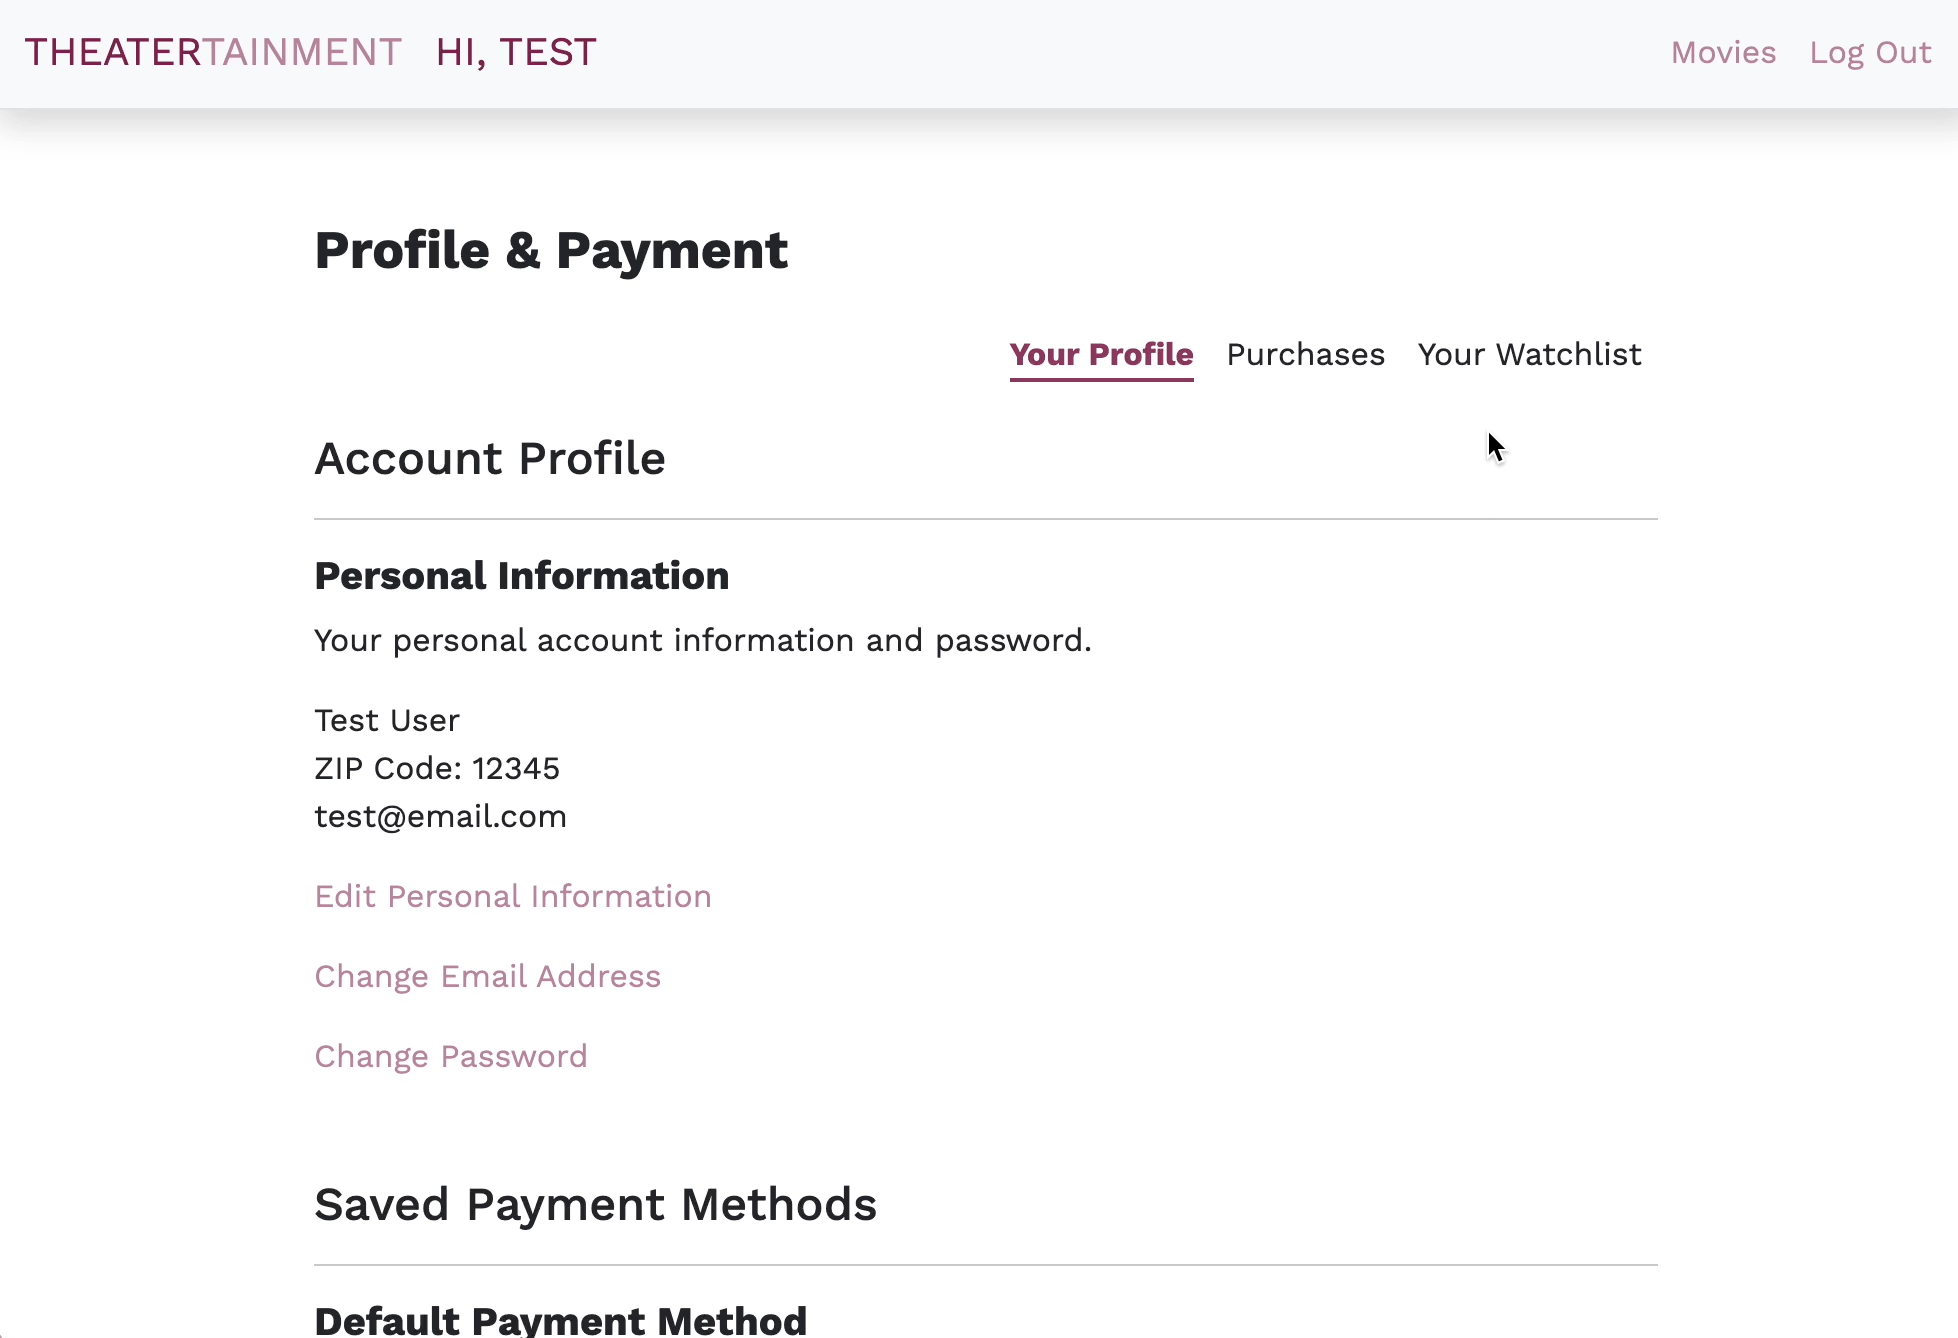 THEATERTAINMENT HI, TEST Movies Log Out
Profile & Payment
Your Profile Purchases Your Watchlist
Account Profile
Personal Information
Your personal account information and password.
Test User
ZIP Code: 12345
test@email.com
Edit Personal Information
Change Email Address
Change Password
Saved Payment Methods
Default Payment Method